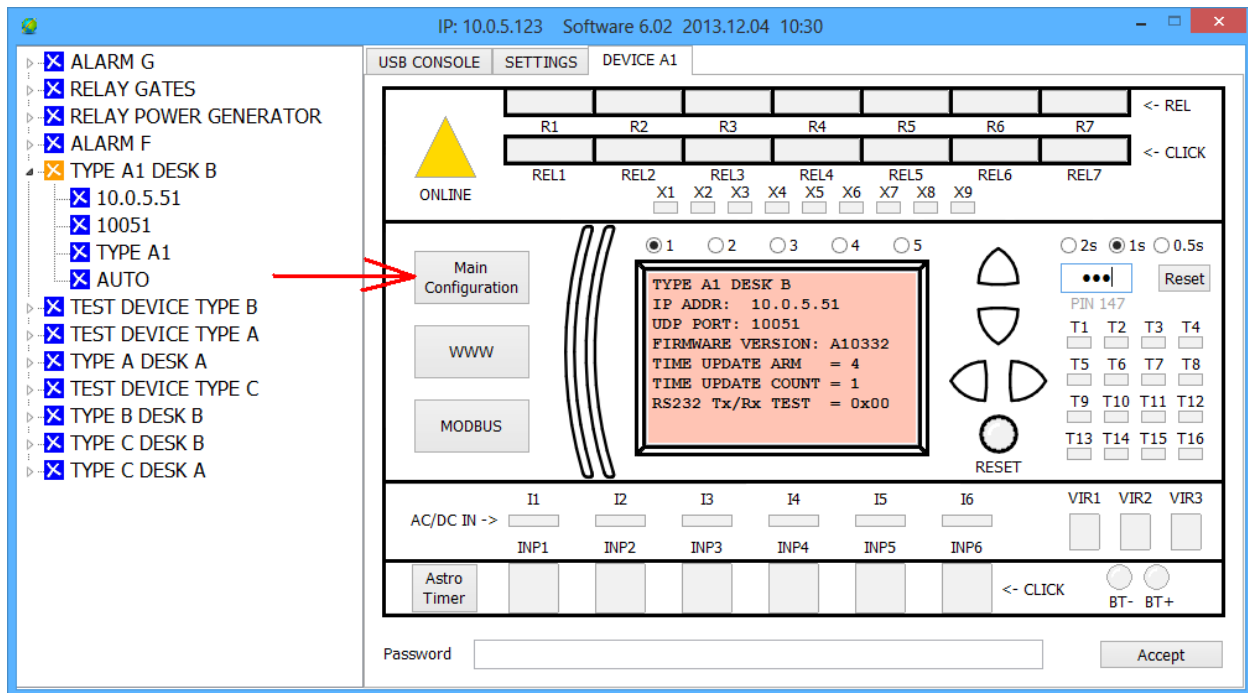 IP: 10.0.5.123 Software 6.02 2013.12.04 10:30
ALARM G
RELAY GATES
RELAY POWER GENERATOR
ALARM F
TYPE A1 DESK B
10.0.5.51
10051
TYPE A1
AUTO
TEST DEVICE TYPE B
TEST DEVICE TYPE A
TYPE A DESK A
TEST DEVICE TYPE C
TYPE B DESK B
TYPE C DESK B
TYPE C DESK A
USB CONSOLE SETTINGS DEVICE A1
<- REL
R1 R2 R3 R4 R5 R6 R7
<- CLICK
REL1 REL2 REL3 REL4 REL5 REL6 REL7
ONLINE
X1 X2 X3 X4 X5 X6 X7 X8 X9
Main
Configuration
WWW
MODBUS
1 2 3 4 5
TYPE A1 DESK B
IP ADDR: 10.0.5.51
UDP PORT: 10051
FIRMWARE VERSION: A10332
TIME UPDATE ARM = 4
TIME UPDATE COUNT = 1
RS232 Tx/Rx TEST = 0x00
RESET
2s 1s 0.5s
••• Reset
PIN 147
T1 T2 T3 T4
T5 T6 T7 T8
T9 T10 T11 T12
T13 T14 T15 T16
I1 I2 I3 I4 I5 I6 VIR1 VIR2 VIR3
AC/DC IN ->
INP1 INP2 INP3 INP4 INP5 INP6
Astro
Timer
<- CLICK
BT- BT+
Password Accept